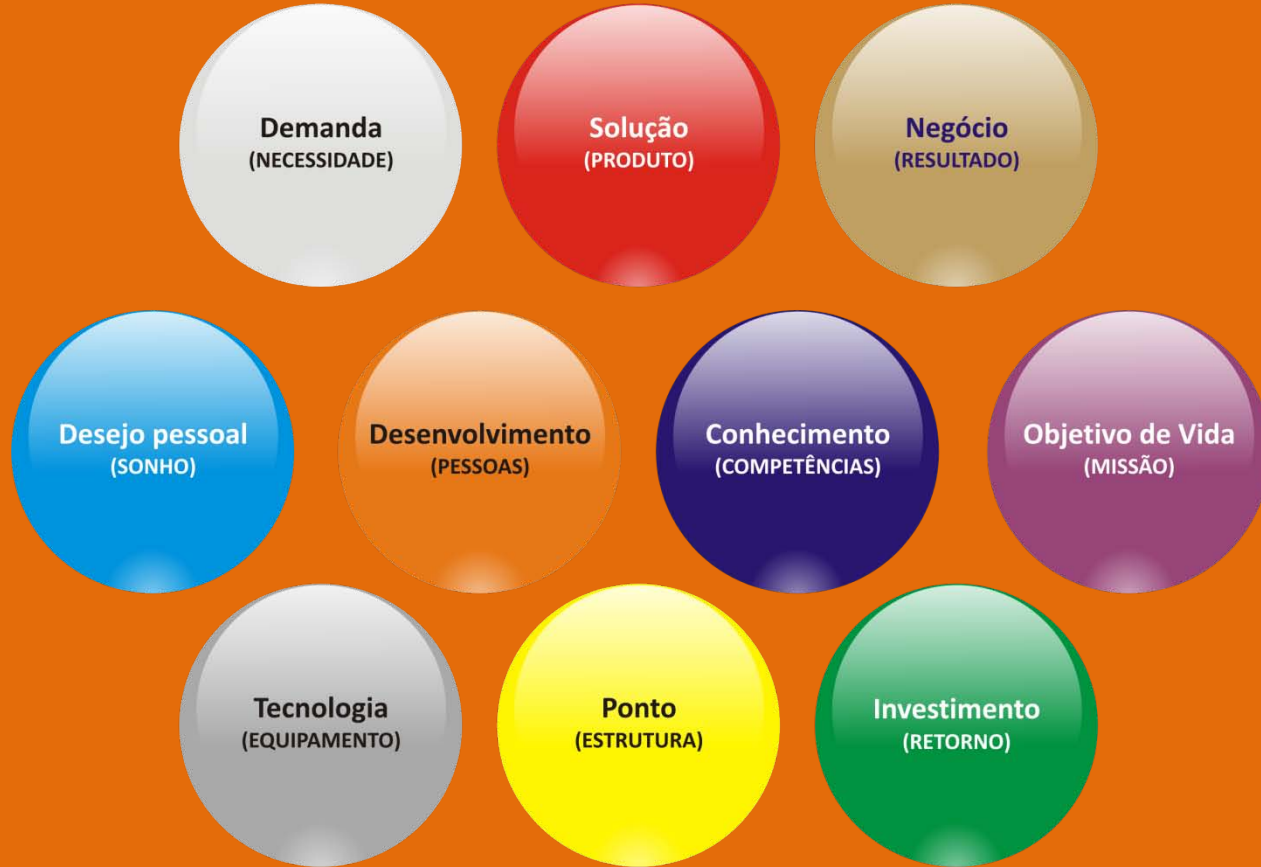 Demanda
(NECESSIDADE)
Solução
(PRODUTO)
Negócio
(RESULTADO)
Desejo pessoal
(SONHO)
Desenvolvimento
(PESSOAS)
Conhecimento
(COMPETÊNCIAS)
Objetivo de Vida
(MISSÃO)
Tecnologia
(EQUIPAMENTO)
Ponto
(ESTRUTURA)
Investimento
(RETORNO)